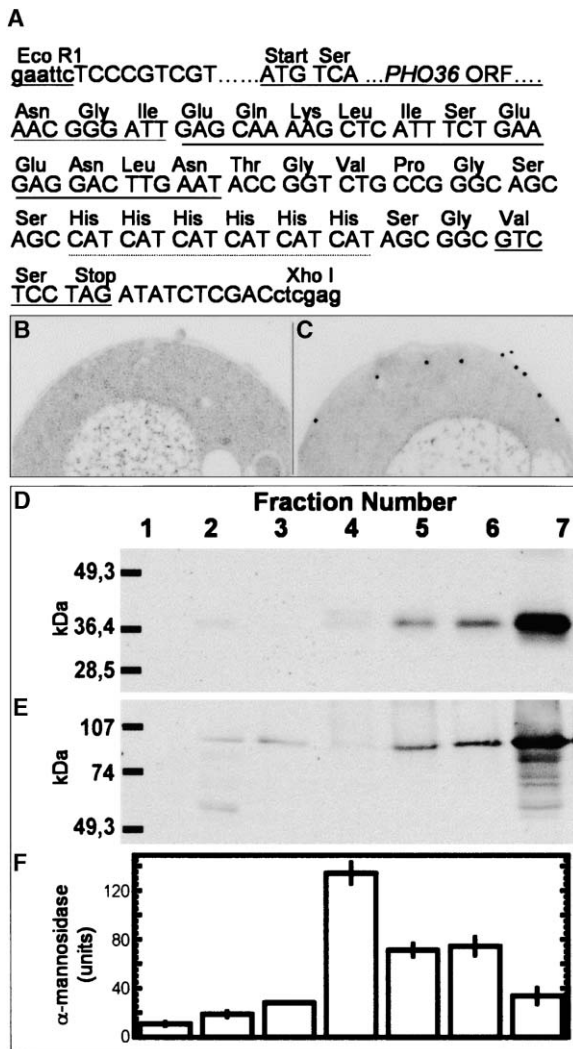 A
Eco R1 Start Ser
gaattcTCCCGTCGT...... ATG TCA ...PHO36 ORF....
Asn Gly Ile Glu Gln Lys Leu Ile Ser Glu
AAC GGG ATT GAG CAA AAG CTC ATT TCT GAA
Glu Asn Leu Asn Thr Gly Val Pro Gly Ser
GAG GAC TTG AAT ACC GGT CTG CCG GGC AGC
Ser His His His His His His Ser Gly Val
AGC CAT CAT CAT CAT CAT CAT AGC GGC GTC
Ser Stop Xho I
TCC TAG ATATCTCGACctcgag
B C
D Fraction Number
1 2 3 4 5 6 7
49,3
36,4
28,5
kDa
E
107
74
49,3
kDa
F
120
80
40
0
α-mannosidase
(units)